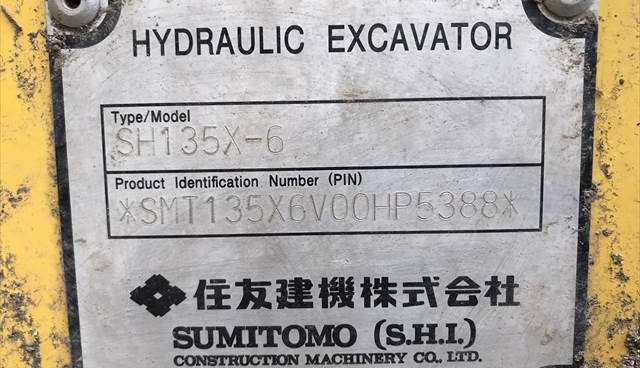 HYDRAULIC EXCAVATOR
Type/Model
SH135X-6
Product Identification Number (PIN)
*SMT135X6V00HP5388*
住友建機株式会社
SUMITOMO (S.H.I.)
CONSTRUCTION MACHINERY CO., LTD.